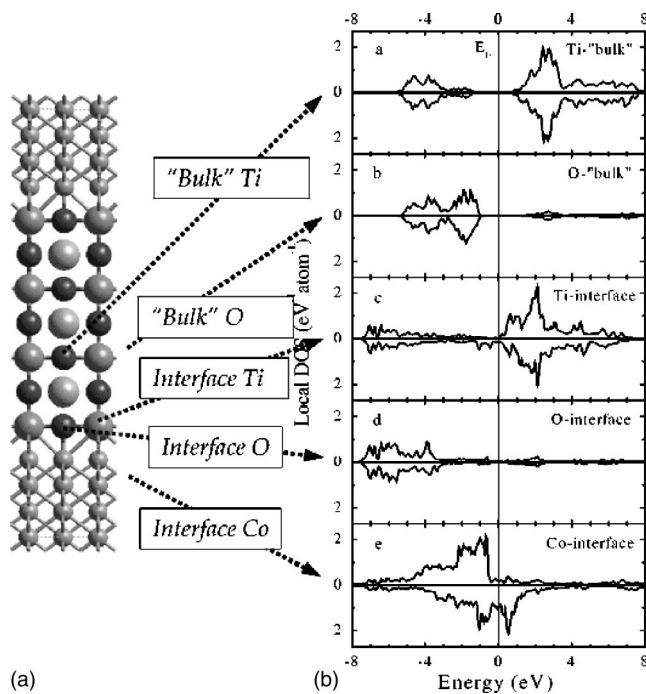 -8 -4 0 4 8
a E_F Ti-"bulk"
2
0
2
b O-"bulk"
2
0
2
c Ti-interface
2
0
2
d O-interface
2
0
2
e Co-interface
2
0
2
-8 -4 0 4 8
Energy (eV)
Local DOS (eV⁻¹atom⁻¹)
"Bulk" Ti
"Bulk" O
Interface Ti
Interface O
Interface Co
(a)
(b)